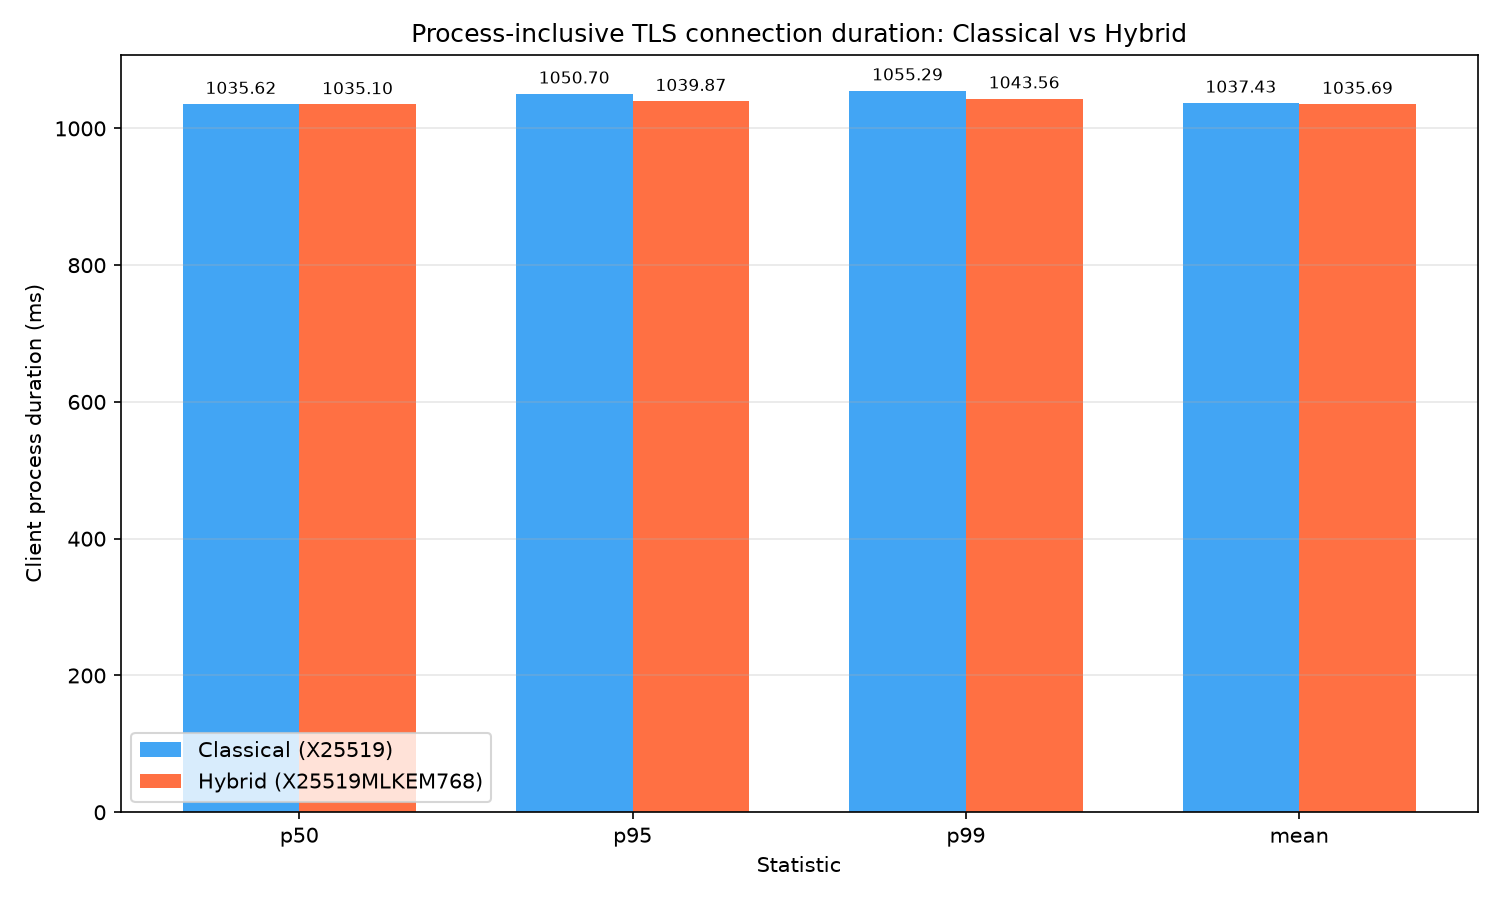 Process-inclusive TLS connection duration: Classical vs Hybrid
1035.62
1035.10
1050.70
1039.87
1055.29
1043.56
1037.43
1035.69
Client process duration (ms)
1000
800
600
400
200
0
Classical (X25519)
Hybrid (X25519MLKEM768)
p50
p95
p99
mean
Statistic